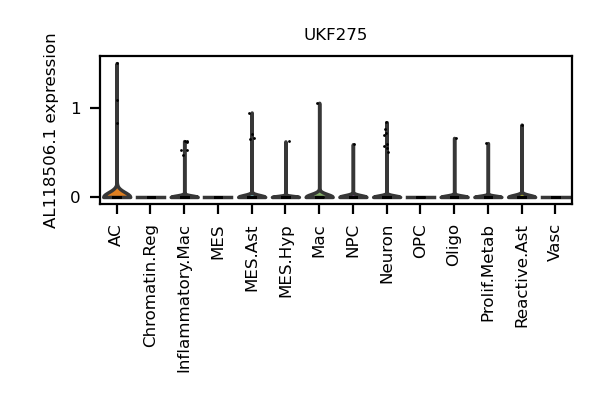 UKF275
AL118506.1 expression
1
0
AC
Chromatin.Reg
Inflammatory.Mac
MES
MES.Ast
MES.Hyp
Mac
NPC
Neuron
OPC
Oligo
Prolif.Metab
Reactive.Ast
Vasc